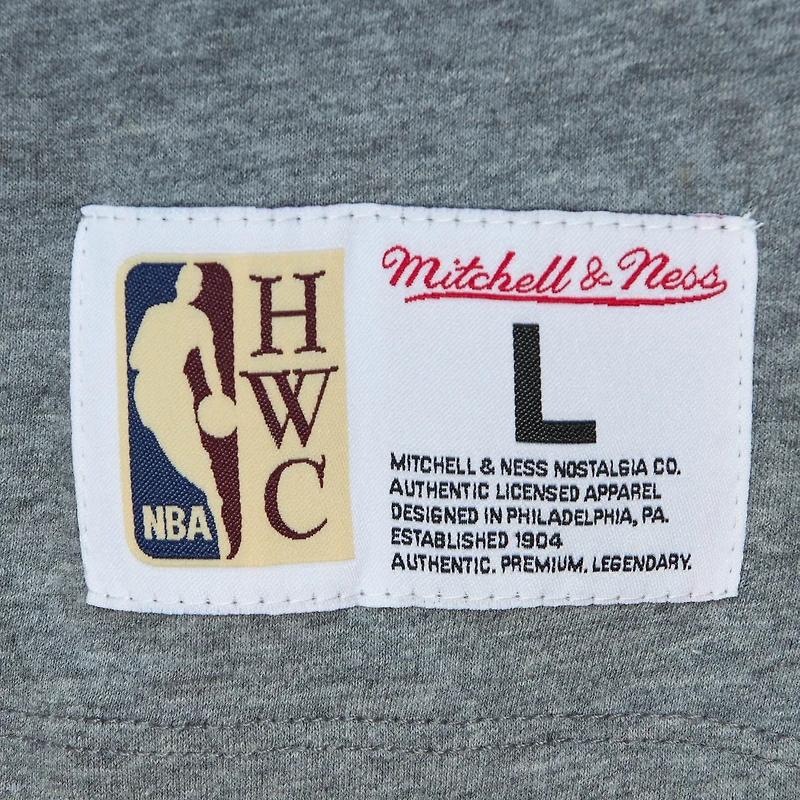 NBA
H
W
C
Mitchell & Ness
L
MITCHELL & NESS NOSTALGIA CO.
AUTHENTIC LICENSED APPAREL
DESIGNED IN PHILADELPHIA, PA.
ESTABLISHED 1904
AUTHENTIC. PREMIUM. LEGENDARY.